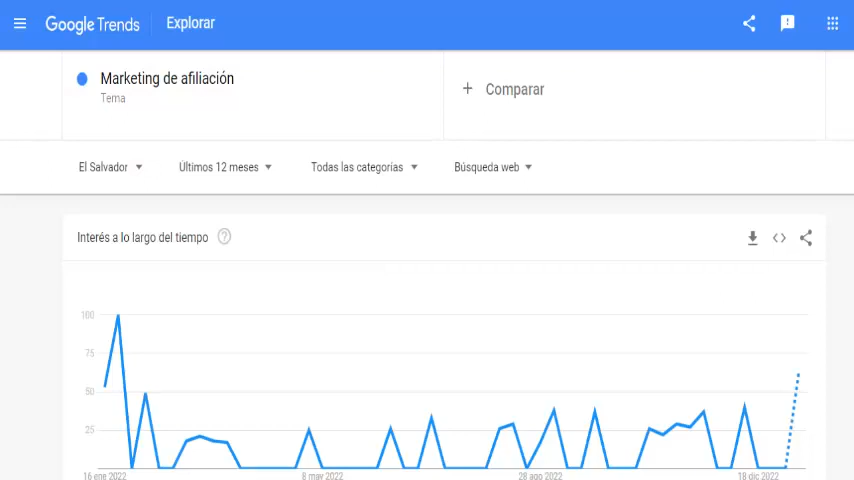 Google Trends
Explorar
Marketing de afiliación
Tema
+ Comparar
El Salvador
Últimos 12 meses
Todas las categorías
Búsqueda web
Interés a lo largo del tiempo
100
75
50
25
16 ene 2022
8 may 2022
28 ago 2022
18 dic 2022